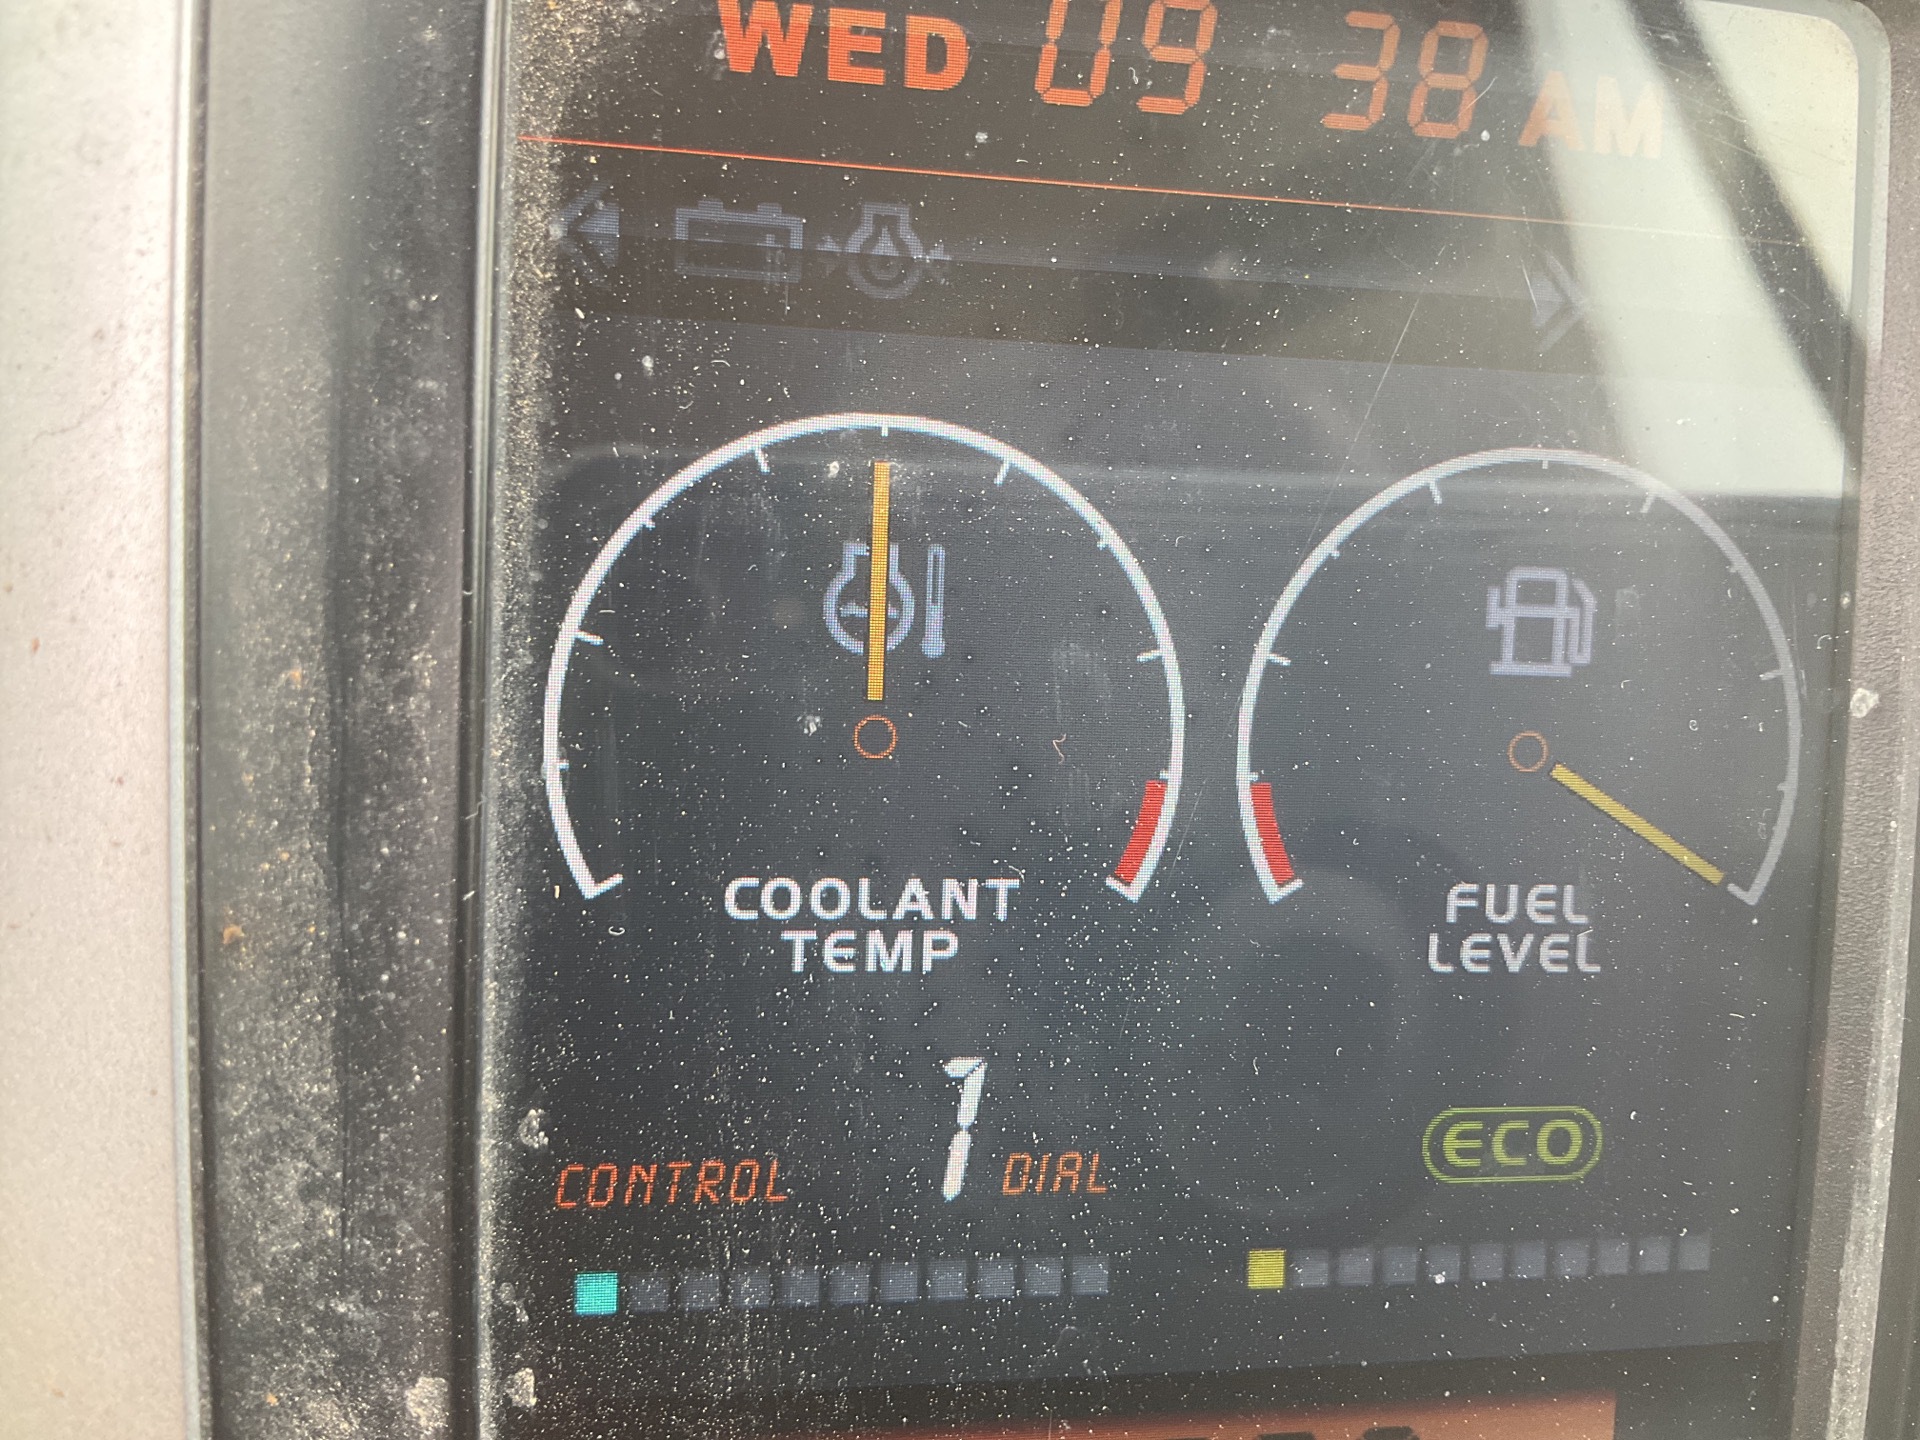 WED 09 38 AM
COOLANT
TEMP
FUEL
LEVEL
CONTROL 1 DIAL
ECO